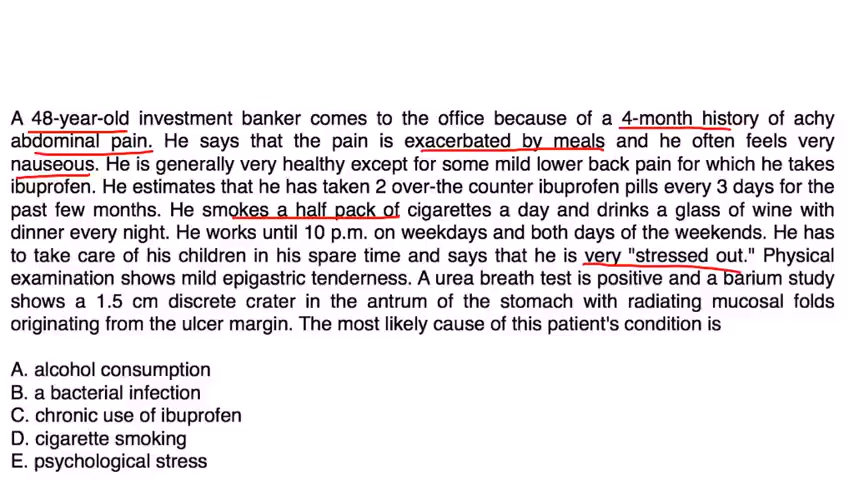 A 48-year-old investment banker comes to the office because of a 4-month history of achy
abdominal pain. He says that the pain is exacerbated by meals and he often feels very
nauseous. He is generally very healthy except for some mild lower back pain for which he takes
ibuprofen. He estimates that he has taken 2 over-the counter ibuprofen pills every 3 days for the
past few months. He smokes a half pack of cigarettes a day and drinks a glass of wine with
dinner every night. He works until 10 p.m. on weekdays and both days of the weekends. He has
to take care of his children in his spare time and says that he is very "stressed out." Physical
examination shows mild epigastric tenderness. A urea breath test is positive and a barium study
shows a 1.5 cm discrete crater in the antrum of the stomach with radiating mucosal folds
originating from the ulcer margin. The most likely cause of this patient's condition is
A. alcohol consumption
B. a bacterial infection
C. chronic use of ibuprofen
D. cigarette smoking
E. psychological stress